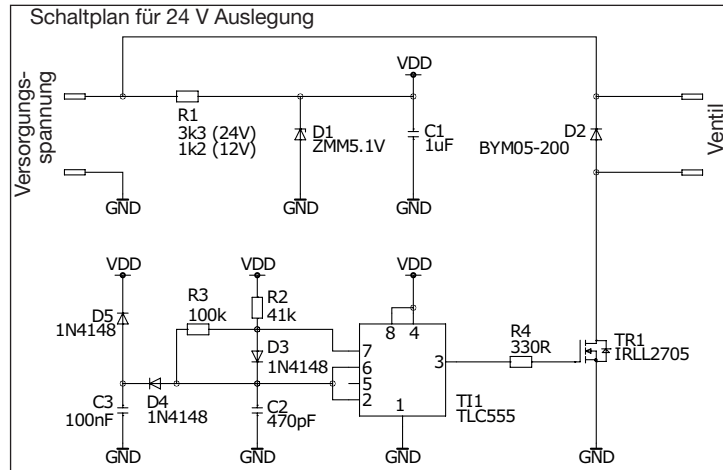 Schaltplan für 24 V Auslegung
Versorgungs-
spannung
R1
3k3 (24V)
1k2 (12V)
GND
D1
ZMM5.1V
GND
VDD
C1
1uF
GND
D2
BYM05-200
Ventil
VDD
D5
1N4148
C3
100nF
GND
D4
1N4148
R3
100k
VDD
R2
41k
D3
1N4148
C2
470pF
GND
VDD
8
4
7
6
5
2
3
1
TI1
TLC555
GND
R4
330R
TR1
IRLL2705
GND